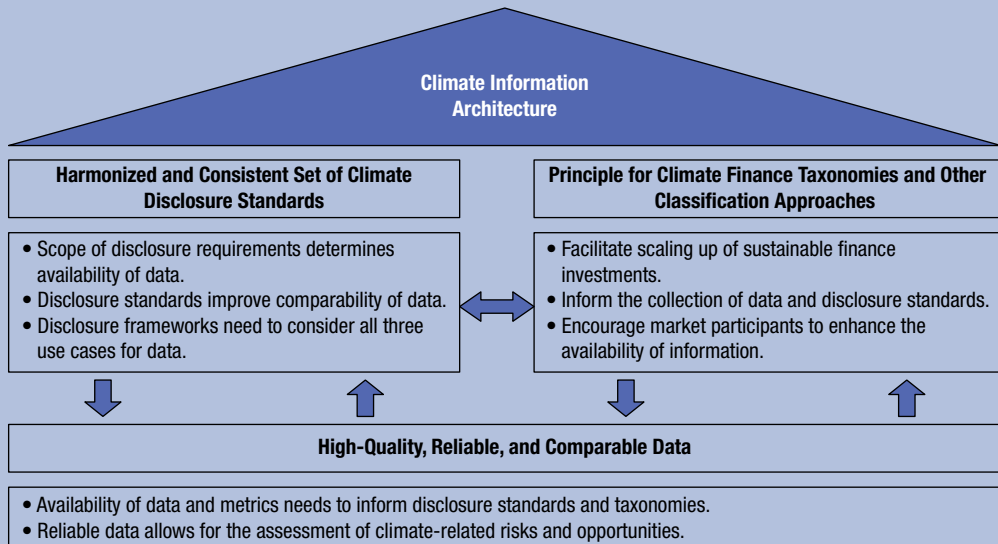 Climate Information
Architecture
Harmonized and Consistent Set of Climate
Disclosure Standards
• Scope of disclosure requirements determines
availability of data.
• Disclosure standards improve comparability of data.
• Disclosure frameworks need to consider all three
use cases for data.
Principle for Climate Finance Taxonomies and Other
Classification Approaches
• Facilitate scaling up of sustainable finance
investments.
• Inform the collection of data and disclosure standards.
• Encourage market participants to enhance the
availability of information.
High-Quality, Reliable, and Comparable Data
• Availability of data and metrics needs to inform disclosure standards and taxonomies.
• Reliable data allows for the assessment of climate-related risks and opportunities.